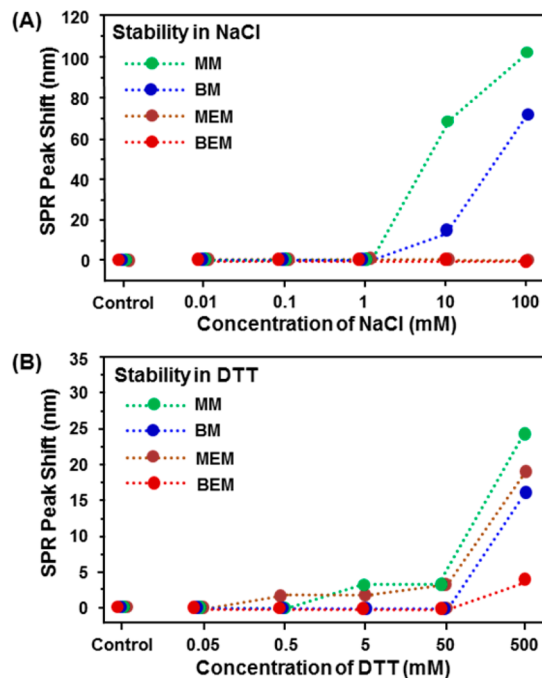 (A)
Stability in NaCl
MM
BM
MEM
BEM
SPR Peak Shift (nm)
120
100
80
60
40
20
0
Control 0.01 0.1 1 10 100
Concentration of NaCl (mM)
(B)
Stability in DTT
MM
BM
MEM
BEM
SPR Peak Shift (nm)
35
30
25
20
15
10
5
0
Control 0.05 0.5 5 50 500
Concentration of DTT (mM)